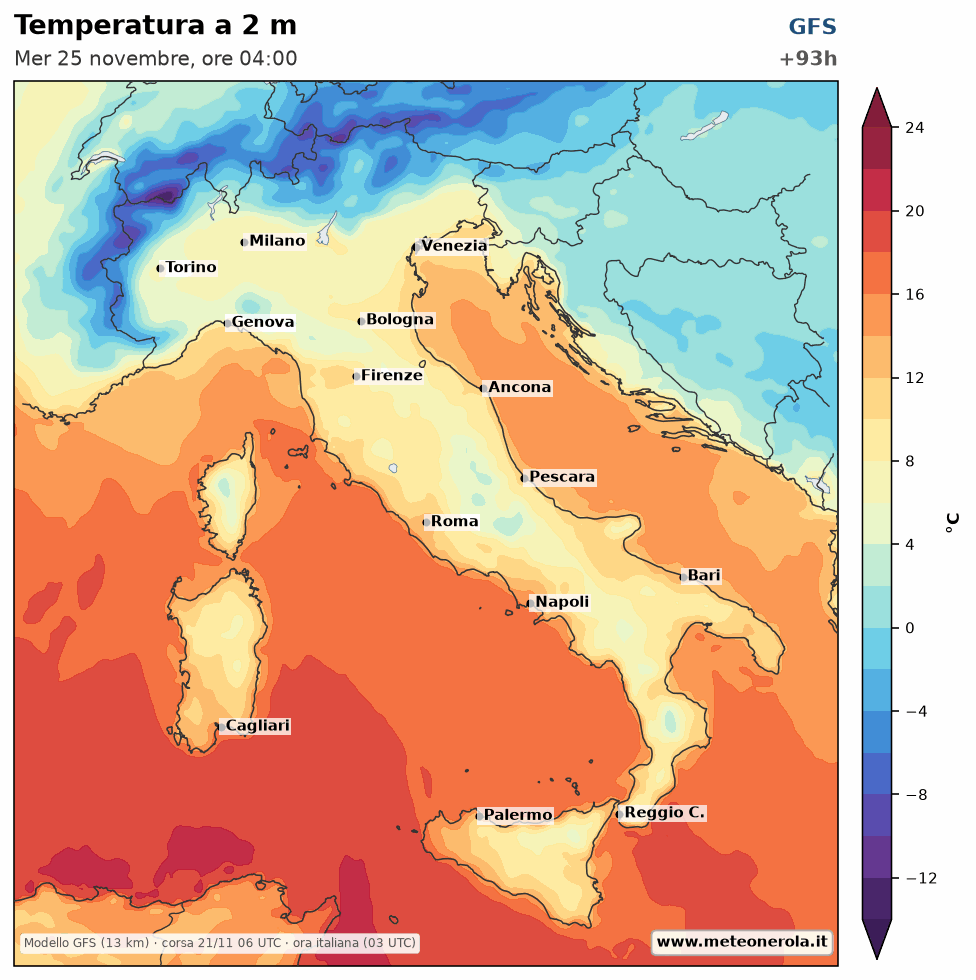 Temperatura a 2 m
GFS
Mer 25 novembre, ore 04:00
+93h
Milano
Venezia
Torino
Genova
Bologna
Firenze
Ancona
Pescara
Roma
Bari
Napoli
Cagliari
Palermo
Reggio C.
24
20
16
12
8
4
0
−4
−8
−12
°C
Modello GFS (13 km) · corsa 21/11 06 UTC · ora italiana (03 UTC)
www.meteonerola.it